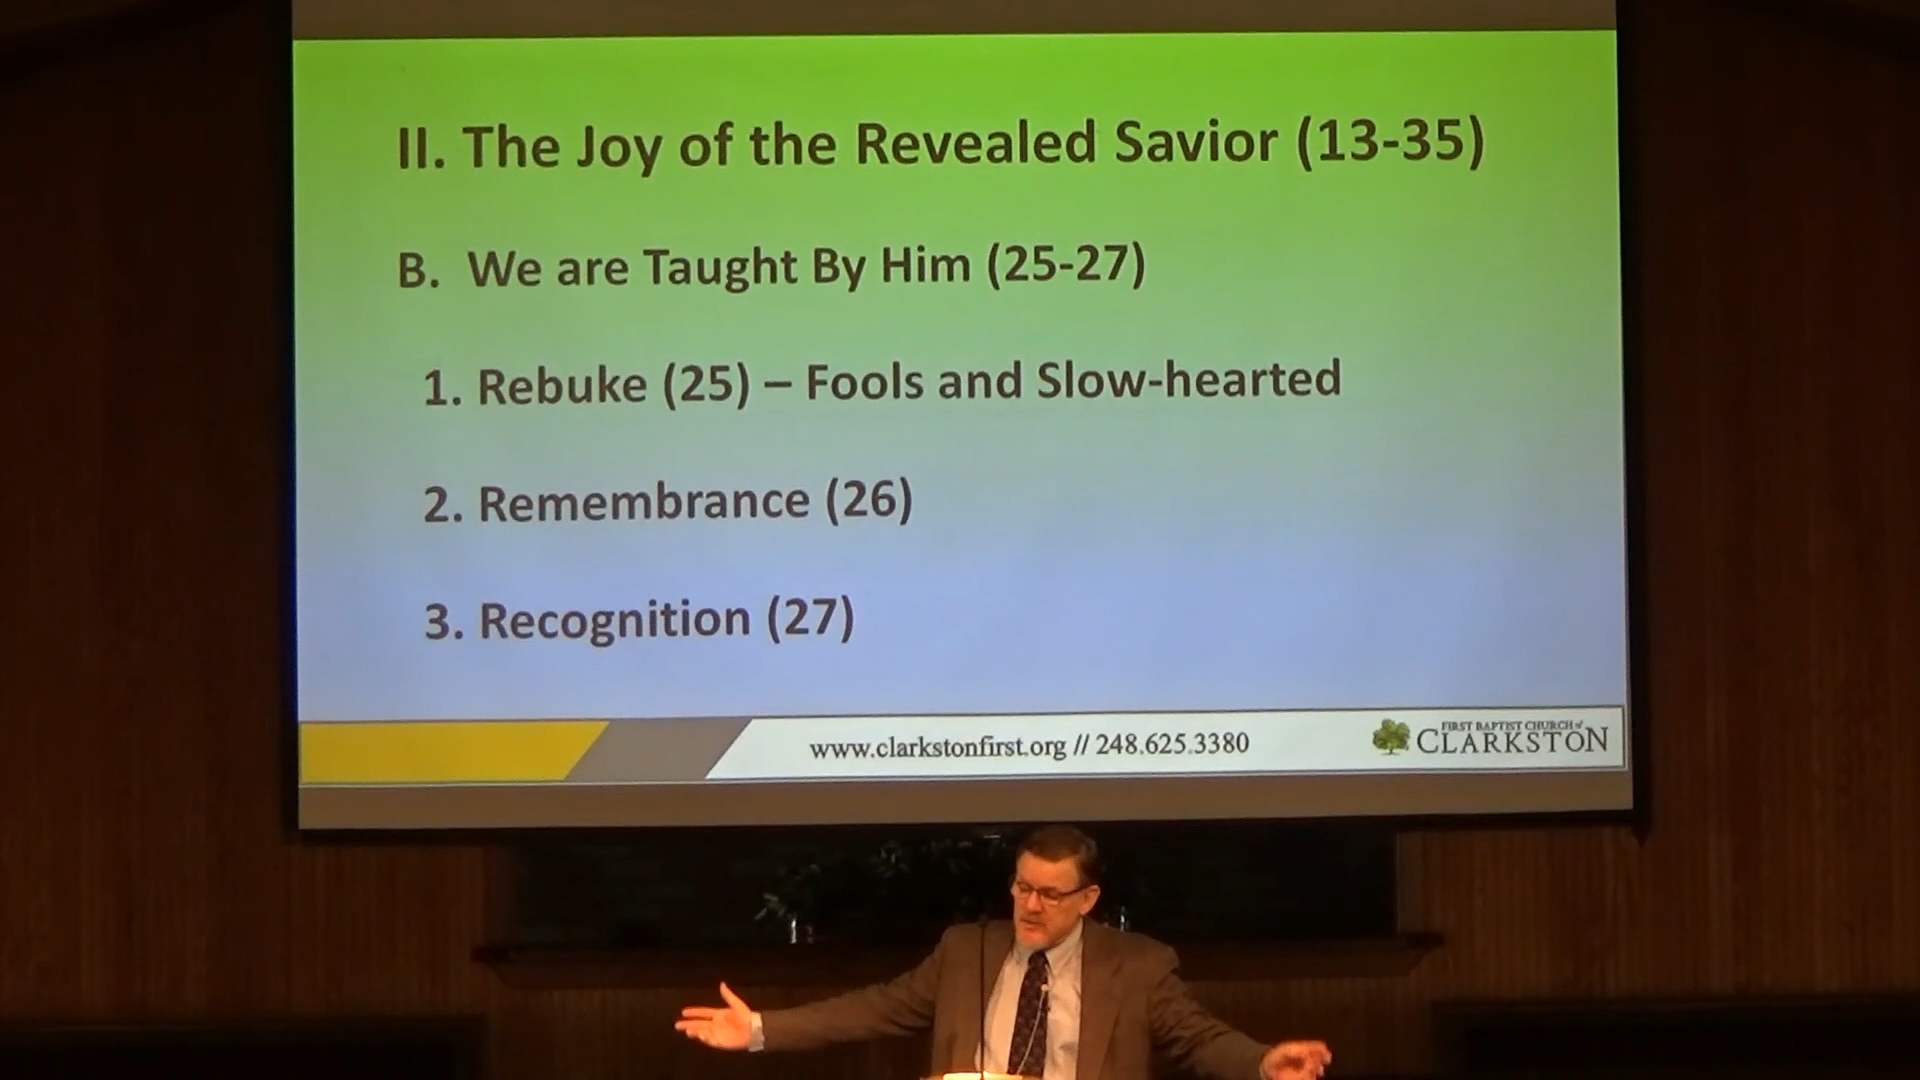 II. The Joy of the Revealed Savior (13-35)
B. We are Taught By Him (25-27)
1. Rebuke (25) – Fools and Slow-hearted
2. Remembrance (26)
3. Recognition (27)
www.clarkstonfirst.org // 248.625.3380
FIRST BAPTIST CHURCH of
CLARKSTON